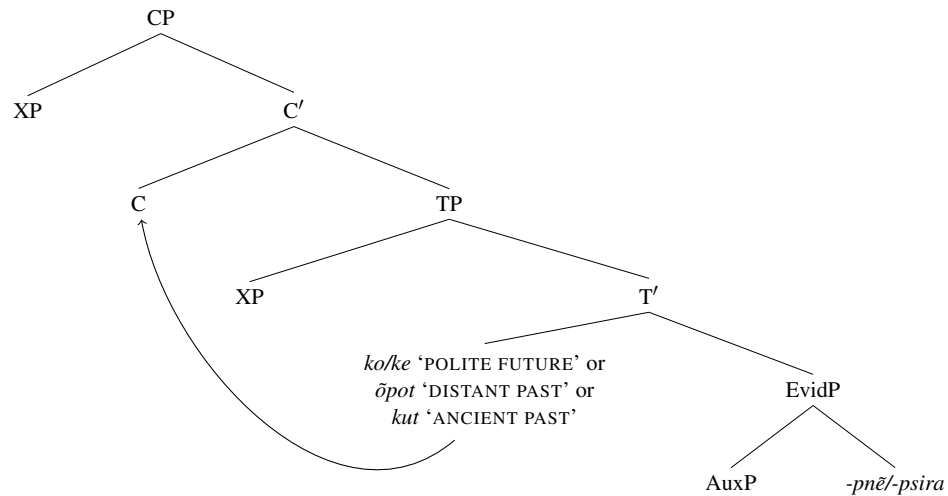 CP
XP
C′
C
TP
XP
T′
ko/ke ‘POLITE FUTURE’ or
õpot ‘DISTANT PAST’ or
kut ‘ANCIENT PAST’
EvidP
AuxP
-pnẽ/-psira